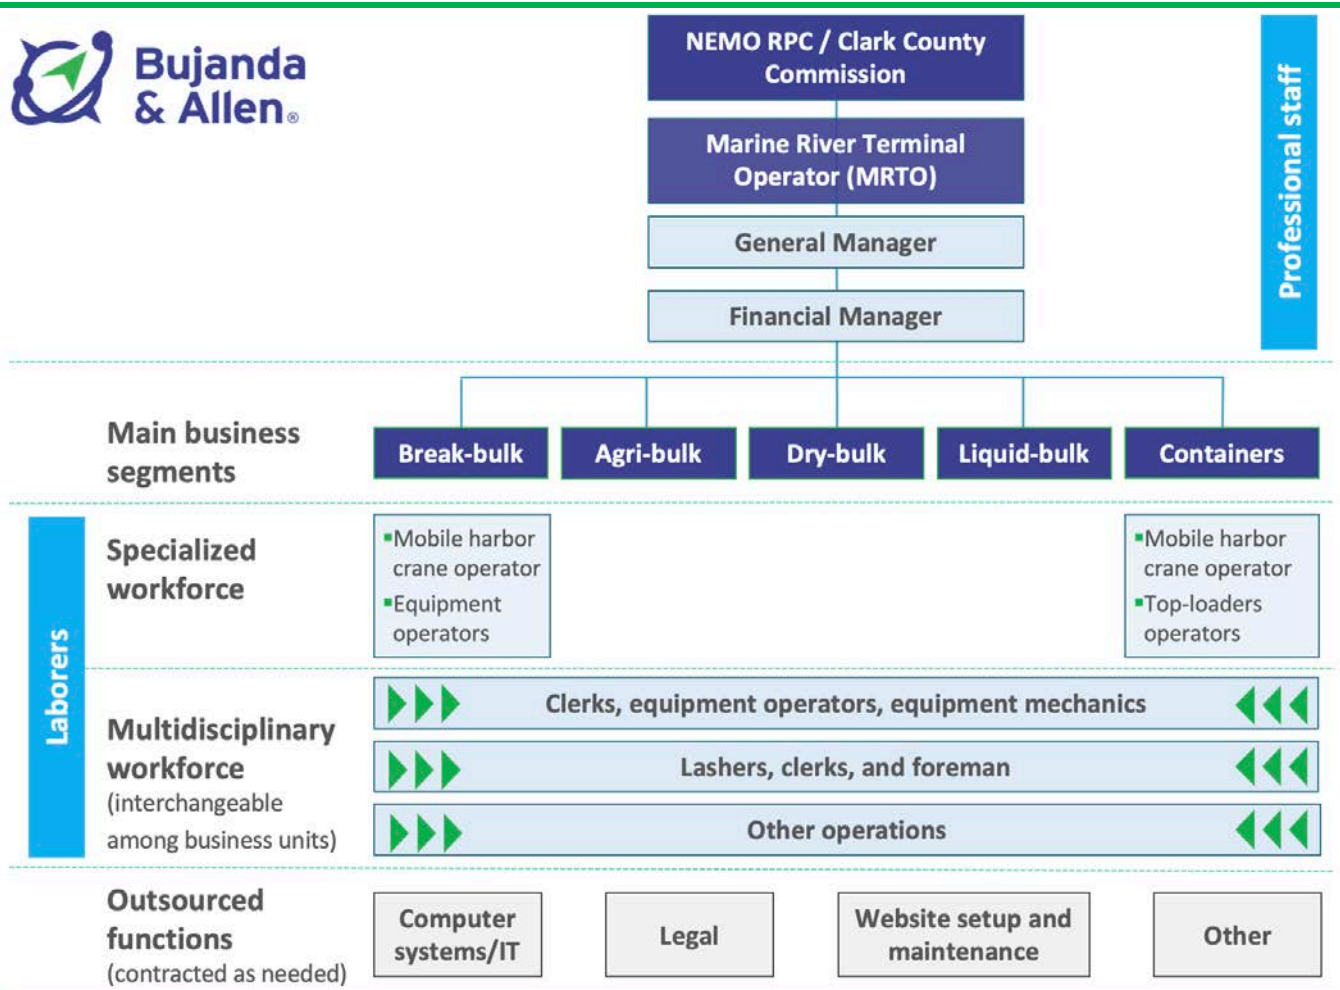 Bujanda
& Allen®
NEMO RPC / Clark County
Commission
Marine River Terminal
Operator (MRTO)
General Manager
Financial Manager
Professional staff
Main business
segments
Break-bulk
Agri-bulk
Dry-bulk
Liquid-bulk
Containers
Laborers
Specialized
workforce
▪Mobile harbor
crane operator
▪Equipment
operators
▪Mobile harbor
crane operator
▪Top-loaders
operators
Multidisciplinary
workforce
(interchangeable
among business units)
Clerks, equipment operators, equipment mechanics
Lashers, clerks, and foreman
Other operations
Outsourced
functions
(contracted as needed)
Computer
systems/IT
Legal
Website setup and
maintenance
Other